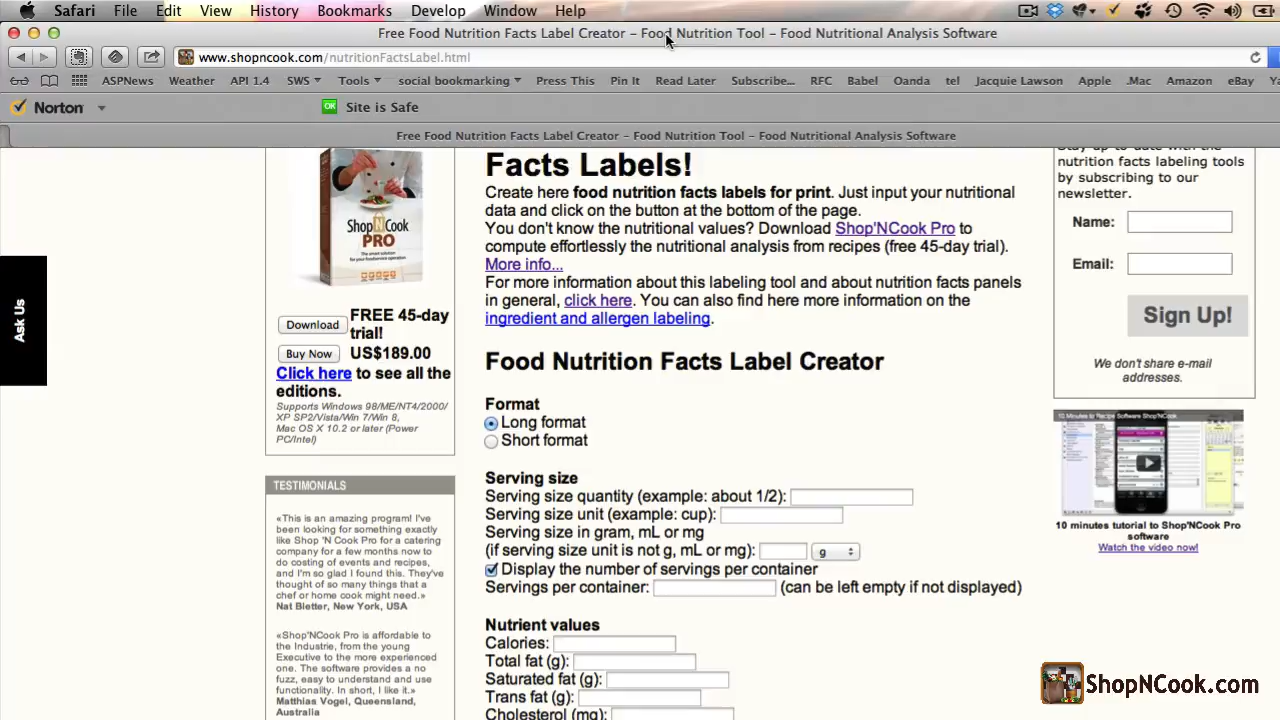 Safari File Edit View History Bookmarks Develop Window Help
Free Food Nutrition Facts Label Creator – Food Nutrition Tool – Food Nutritional Analysis Software
www.shopncook.com/nutritionFactsLabel.html
ASPNews Weather API 1.4 SWS Tools social bookmarking Press This Pin It Read Later Subscribe... RFC Babel Oanda tel Jacquie Lawson Apple .Mac Amazon eBay
Norton
OK Site is Safe
Free Food Nutrition Facts Label Creator – Food Nutrition Tool – Food Nutritional Analysis Software
Ask Us
Shop'N'Cook
PRO
Download
FREE 45-day
trial!
Buy Now
US$189.00
Click here to see all the
editions.
Supports Windows 98/ME/NT4/2000/
XP SP2/Vista/Win 7/Win 8,
Mac OS X 10.2 or later (Power
PC/Intel)
TESTIMONIALS
«This is an amazing program! I've
been looking for something exactly
like Shop 'N Cook Pro for a catering
company for a few months now to
do costing of events and recipes,
and I'm so glad I found this. They've
thought of so many things that a
chef or home cook might need.»
Nat Bletter, New York, USA
«Shop'NCook Pro is affordable to
the Industrie, from the young
Executive to the more experienced
one. The software provides a no
fuzz, easy to understand and use
functionality. In short, I like it.»
Matthias Vogel, Queensland,
Australia
Facts Labels!
Create here food nutrition facts labels for print. Just input your nutritional
data and click on the button at the bottom of the page.
You don't know the nutritional values? Download Shop'NCook Pro to
compute effortlessly the nutritional analysis from recipes (free 45-day trial).
More info...
For more information about this labeling tool and about nutrition facts panels
in general, click here. You can also find here more information on the
ingredient and allergen labeling.
Food Nutrition Facts Label Creator
Format
Long format
Short format
Serving size
Serving size quantity (example: about 1/2):
Serving size unit (example: cup):
Serving size in gram, mL or mg
(if serving size unit is not g, mL or mg): g
Display the number of servings per container
Servings per container: (can be left empty if not displayed)
Nutrient values
Calories:
Total fat (g):
Saturated fat (g):
Trans fat (g):
Cholesterol (mg):
Stay up-to-date with the
nutrition facts labeling tools
by subscribing to our
newsletter.
Name:
Email:
Sign Up!
We don't share e-mail
addresses.
10 Minutes to Recipe Software Shop'NCook
10 minutes tutorial to Shop'NCook Pro
software
Watch the video now!
ShopNCook.com